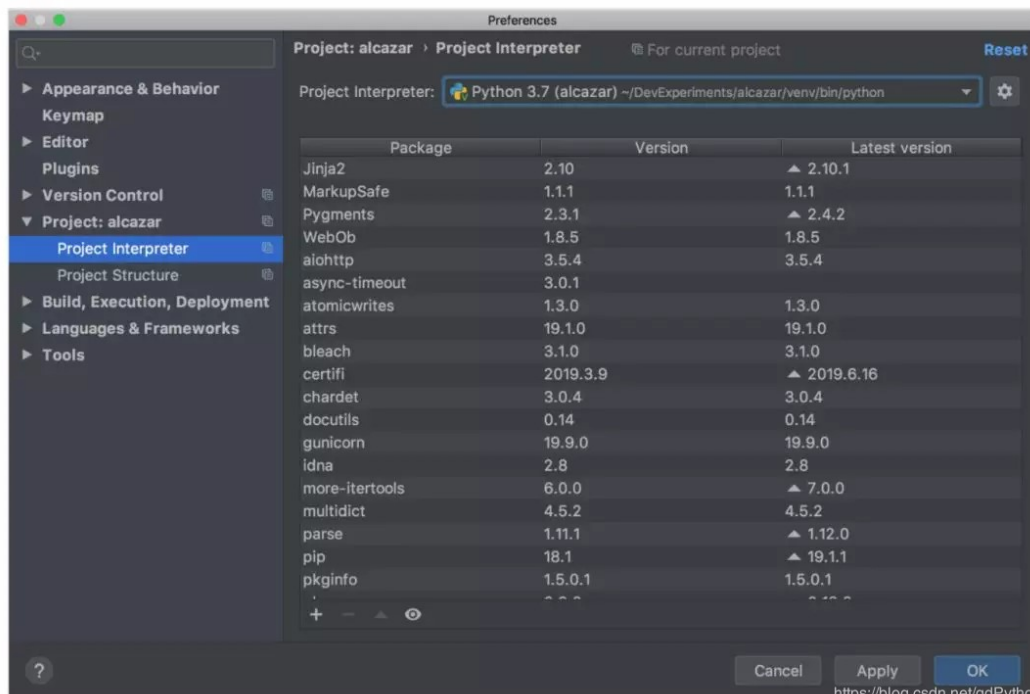 Preferences
Project: alcazar › Project Interpreter For current project Reset
Appearance & Behavior
Keymap
Editor
Plugins
Version Control
Project: alcazar
Project Interpreter
Project Structure
Build, Execution, Deployment
Languages & Frameworks
Tools
Project Interpreter: Python 3.7 (alcazar) ~/DevExperiments/alcazar/venv/bin/python
Package Version Latest version
Jinja2 2.10 2.10.1
MarkupSafe 1.1.1 1.1.1
Pygments 2.3.1 2.4.2
WebOb 1.8.5 1.8.5
aiohttp 3.5.4 3.5.4
async-timeout 3.0.1
atomicwrites 1.3.0 1.3.0
attrs 19.1.0 19.1.0
bleach 3.1.0 3.1.0
certifi 2019.3.9 2019.6.16
chardet 3.0.4 3.0.4
docutils 0.14 0.14
gunicorn 19.9.0 19.9.0
idna 2.8 2.8
more-itertools 6.0.0 7.0.0
multidict 4.5.2 4.5.2
parse 1.11.1 1.12.0
pip 18.1 19.1.1
pkginfo 1.5.0.1 1.5.0.1
? Cancel Apply OK